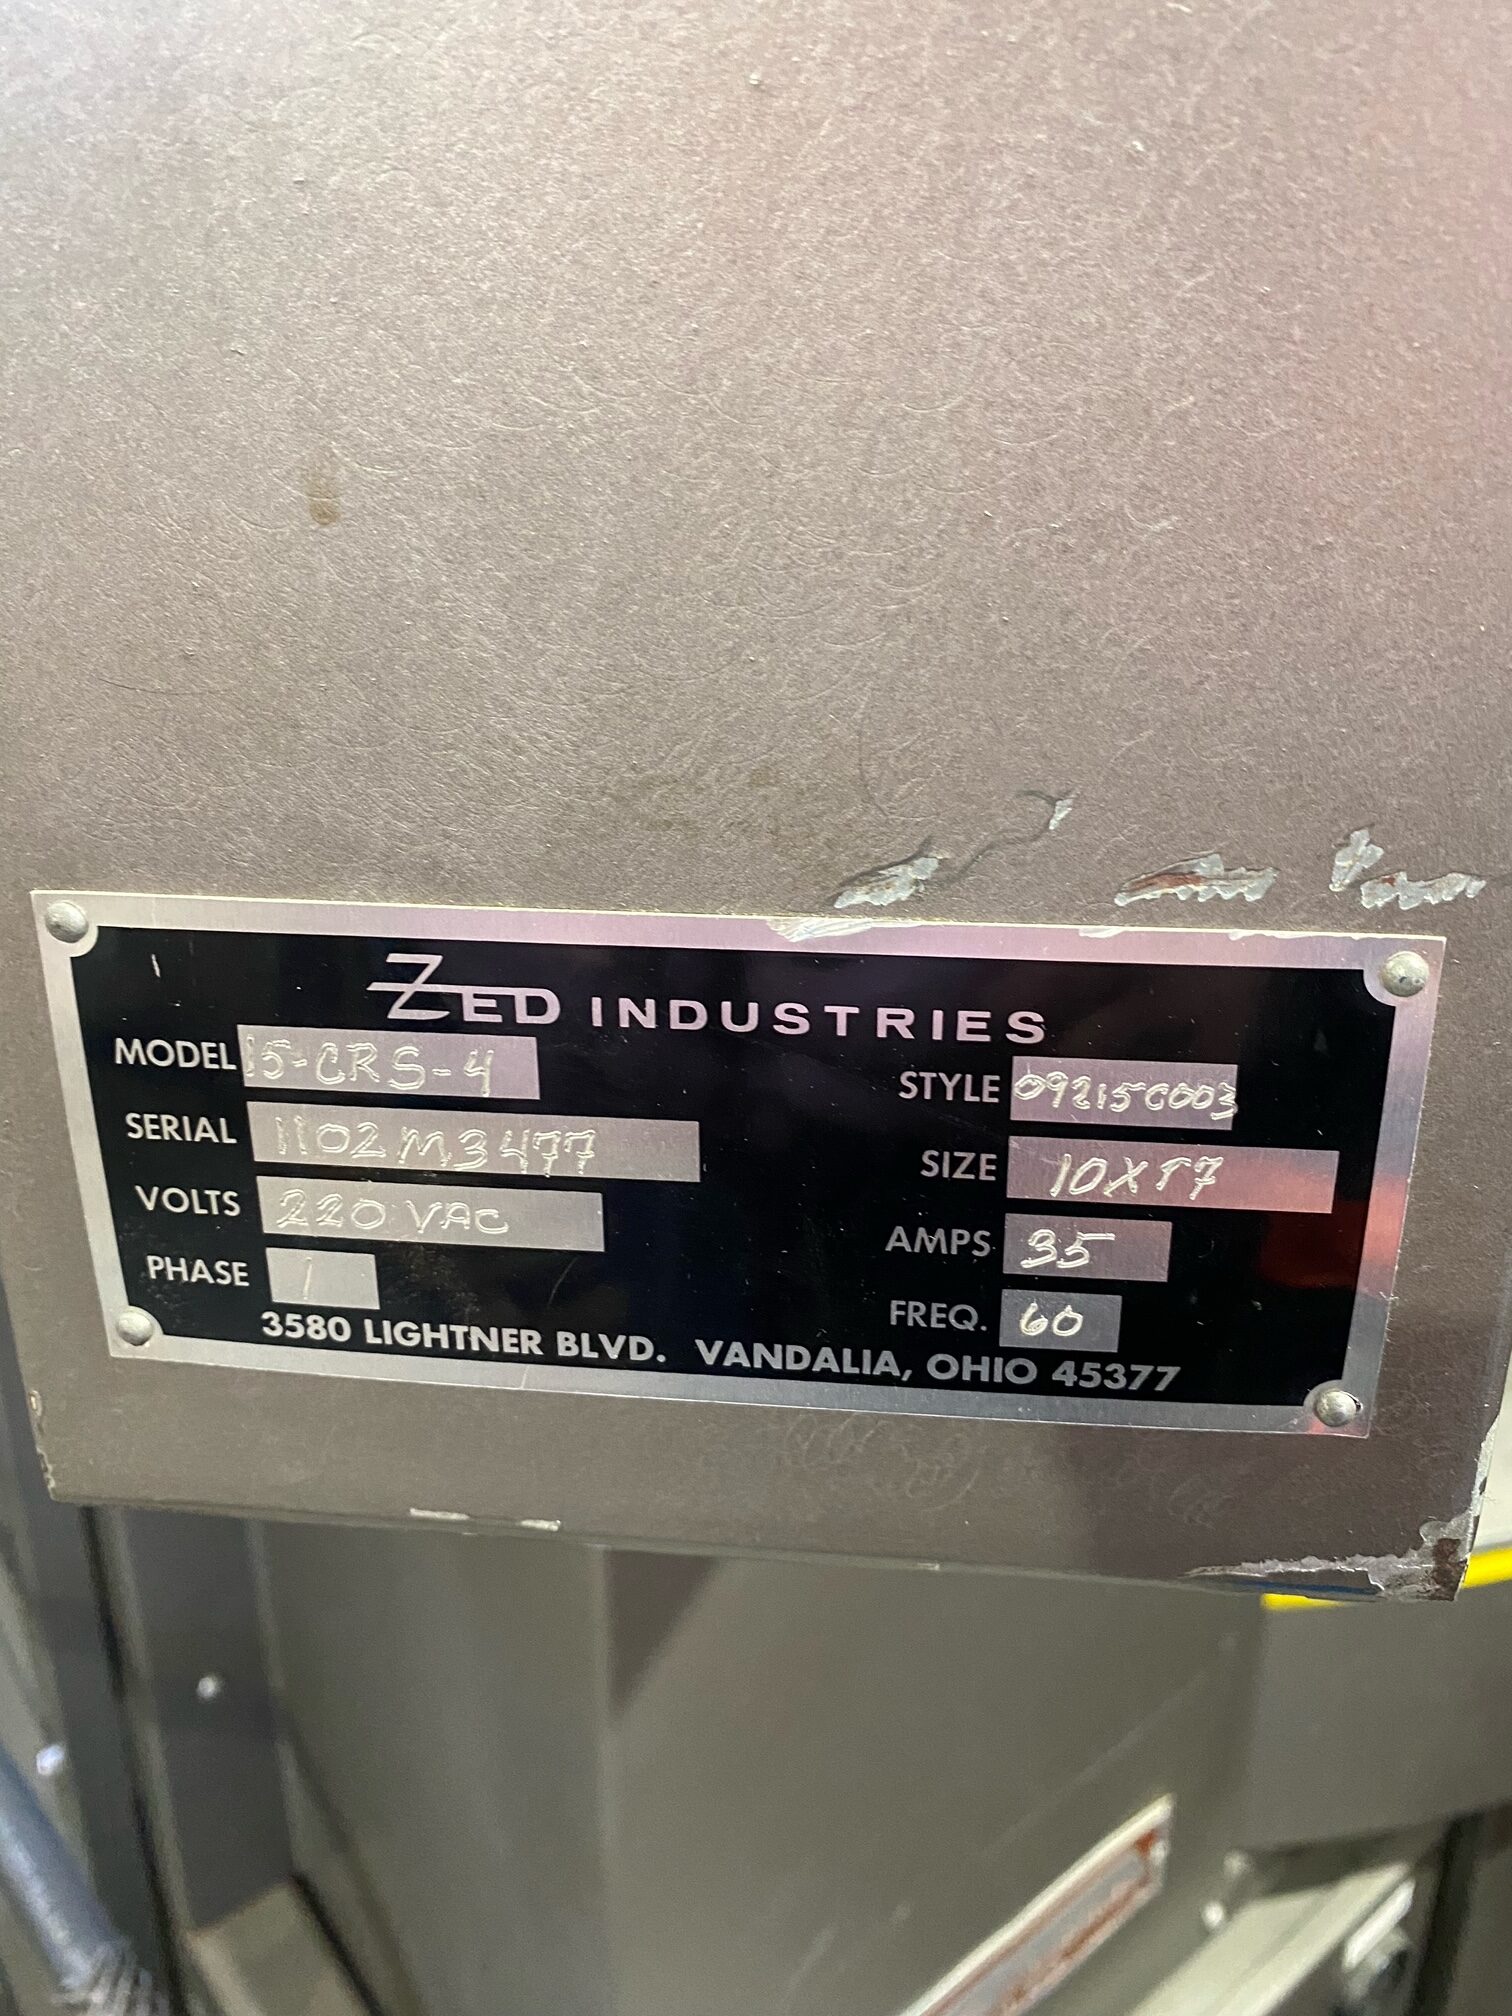 ZED INDUSTRIES
MODEL 15-CRS-4
STYLE 09215C003
SERIAL 1102M3477
SIZE 10X17
VOLTS 220 VAC
AMPS 35
PHASE 1
FREQ. 60
3580 LIGHTNER BLVD. VANDALIA, OHIO 45377